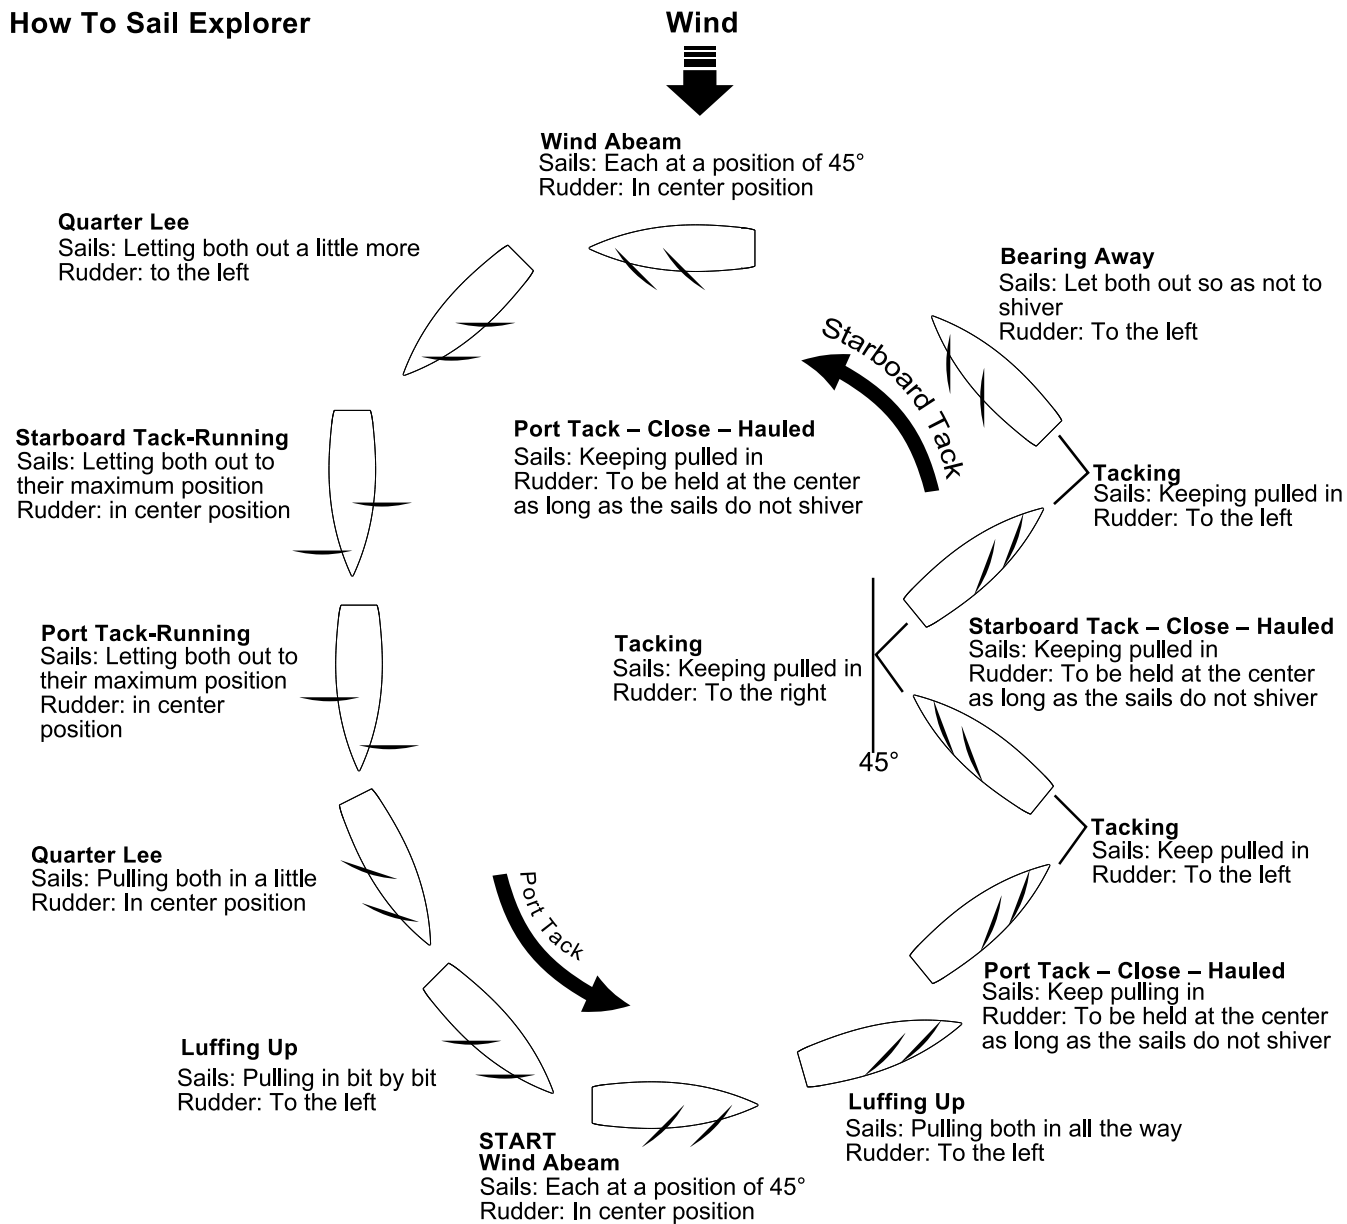 How To Sail Explorer
Wind
Wind Abeam
Sails: Each at a position of 45°
Rudder: In center position
Quarter Lee
Sails: Letting both out a little more
Rudder: to the left
Bearing Away
Sails: Let both out so as not to
shiver
Rudder: To the left
Starboard Tack
Starboard Tack-Running
Sails: Letting both out to
their maximum position
Rudder: in center position
Port Tack – Close – Hauled
Sails: Keeping pulled in
Rudder: To be held at the center
as long as the sails do not shiver
Tacking
Sails: Keeping pulled in
Rudder: To the left
Port Tack-Running
Sails: Letting both out to
their maximum position
Rudder: in center
position
Tacking
Sails: Keeping pulled in
Rudder: To the right
Starboard Tack – Close – Hauled
Sails: Keeping pulled in
Rudder: To be held at the center
as long as the sails do not shiver
45°
Tacking
Sails: Keep pulled in
Rudder: To the left
Quarter Lee
Sails: Pulling both in a little
Rudder: In center position
Port Tack
Port Tack – Close – Hauled
Sails: Keep pulling in
Rudder: To be held at the center
as long as the sails do not shiver
Luffing Up
Sails: Pulling in bit by bit
Rudder: To the left
Luffing Up
Sails: Pulling both in all the way
Rudder: To the left
START
Wind Abeam
Sails: Each at a position of 45°
Rudder: In center position